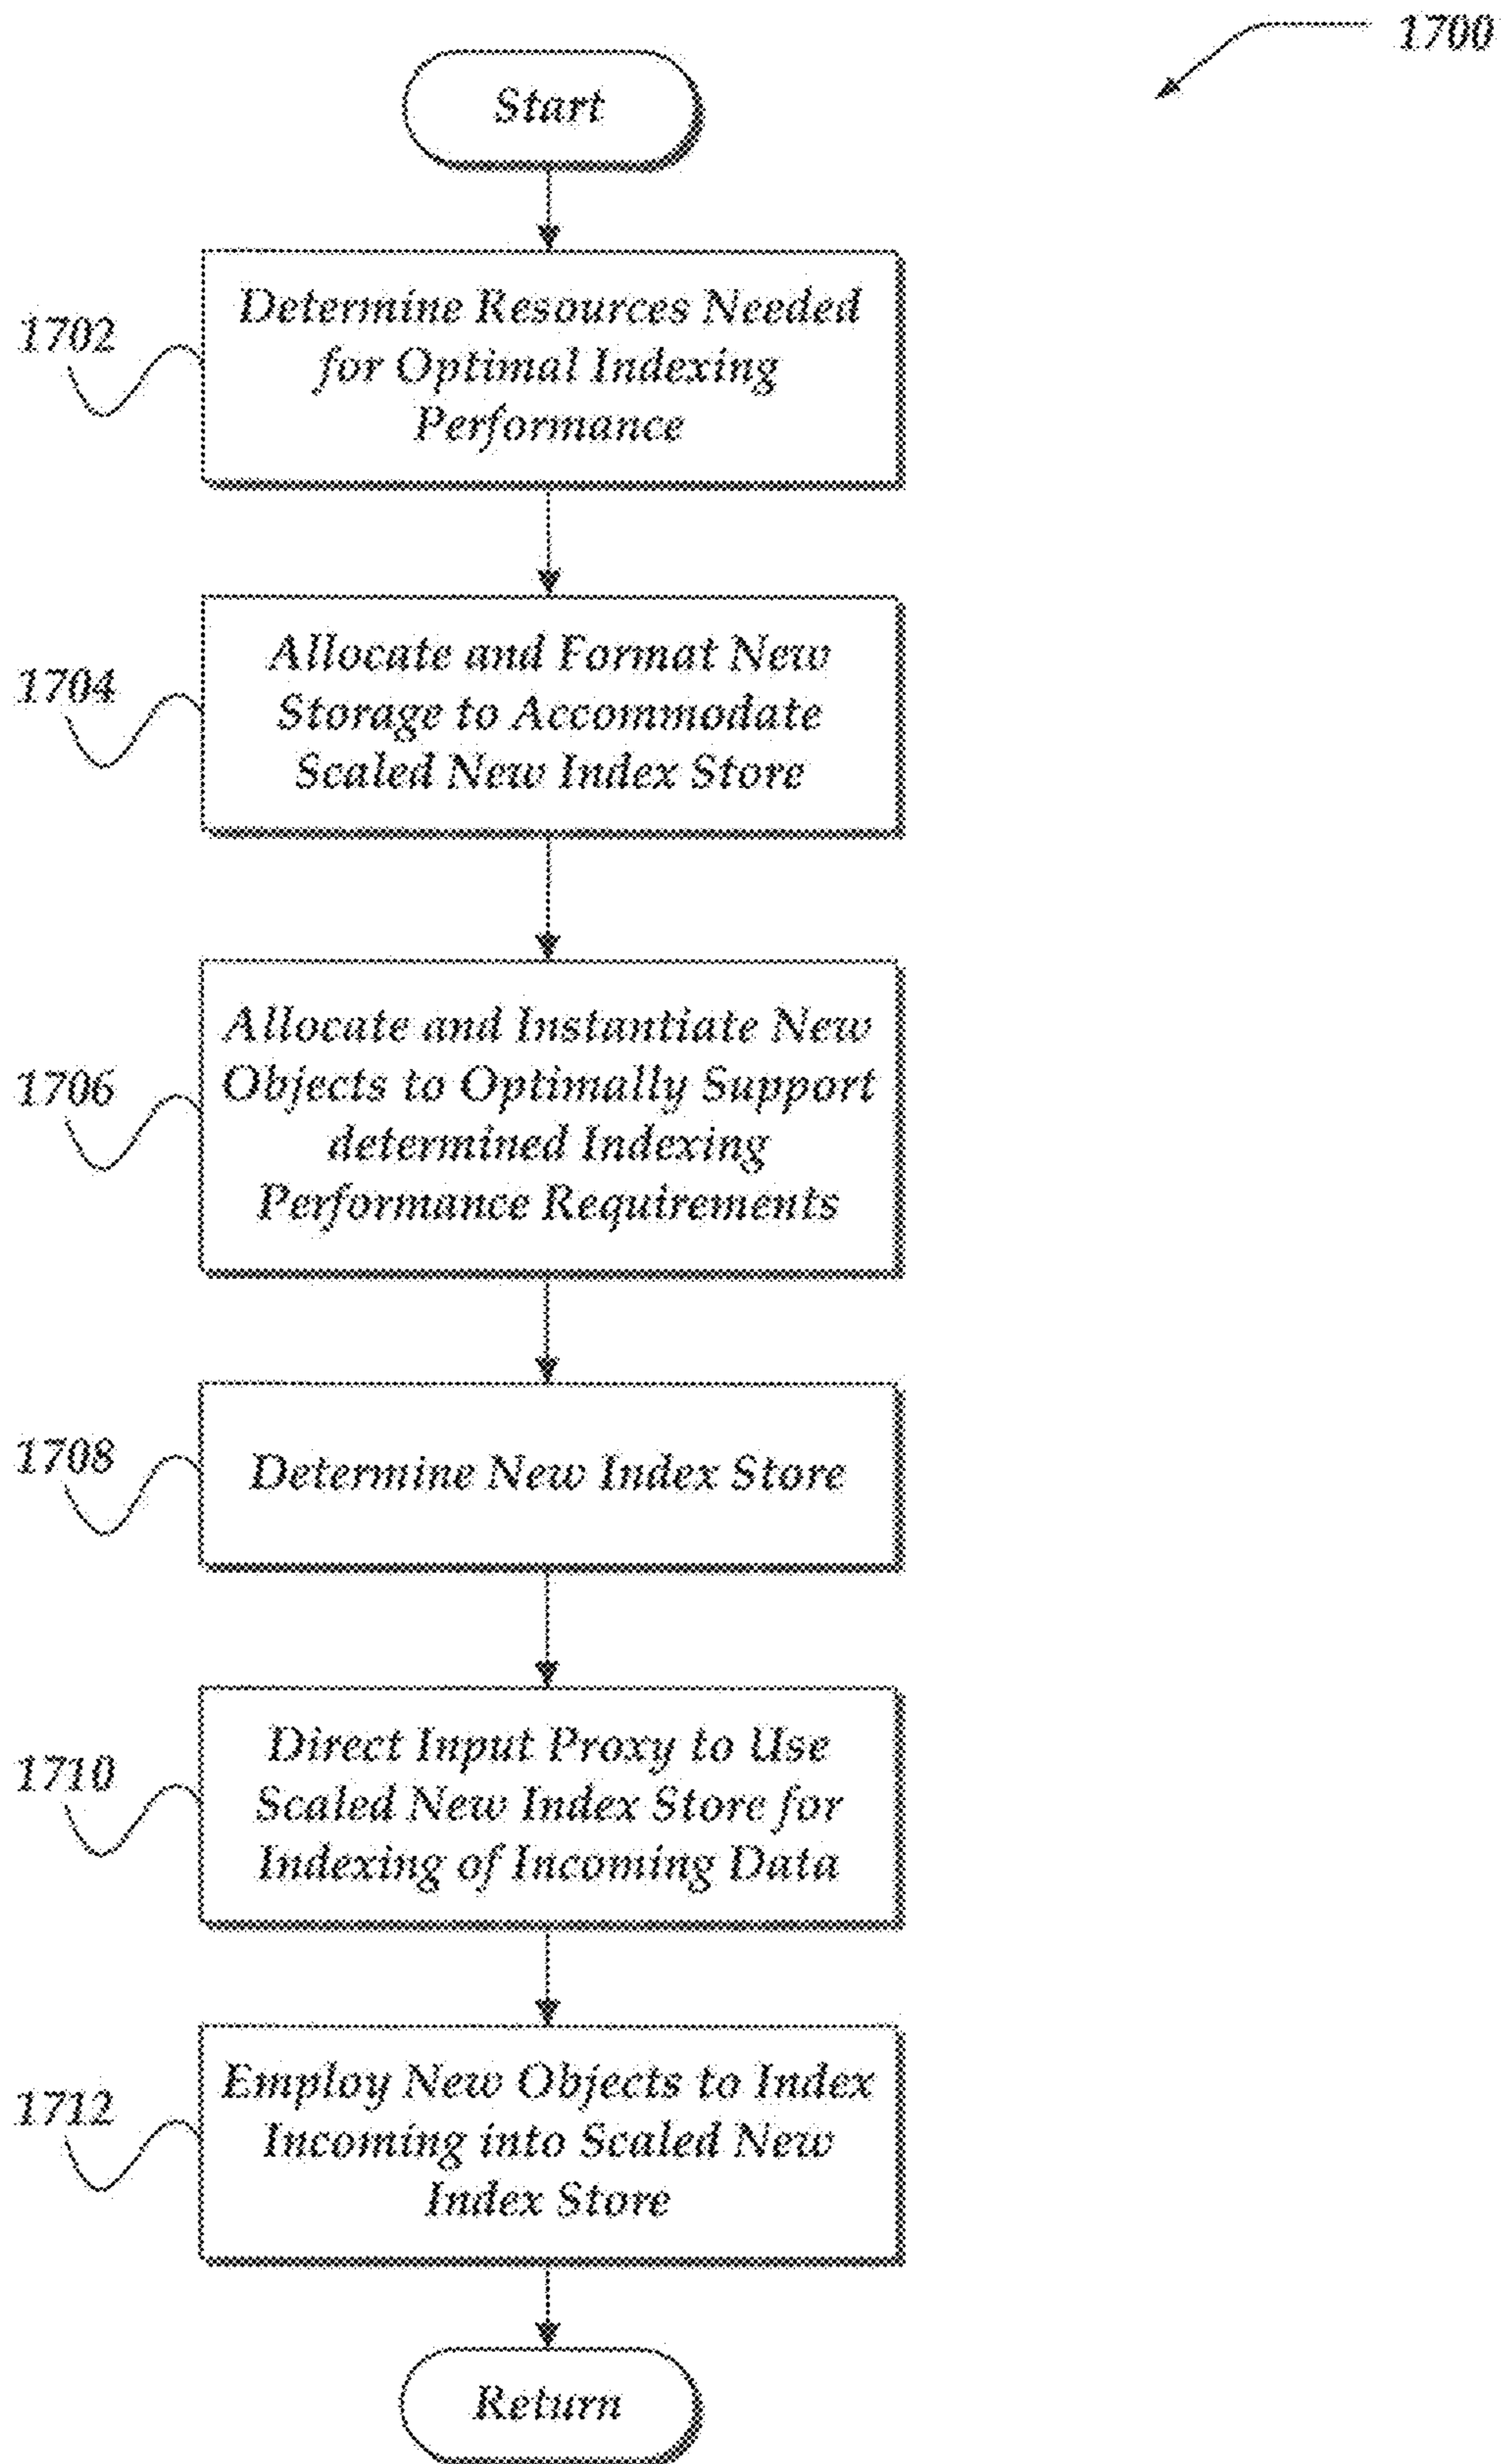 1700
Start
1702
Determine Resources Needed
for Optimal Indexing
Performance
1704
Allocate and Format New
Storage to Accommodate
Scaled New Index Store
1706
Allocate and Instantiate New
Objects to Optimally Support
determined Indexing
Performance Requirements
1708
Determine New Index Store
1710
Direct Input Proxy to Use
Scaled New Index Store for
Indexing of Incoming Data
1712
Employ New Objects to Index
Incoming into Scaled New
Index Store
Return